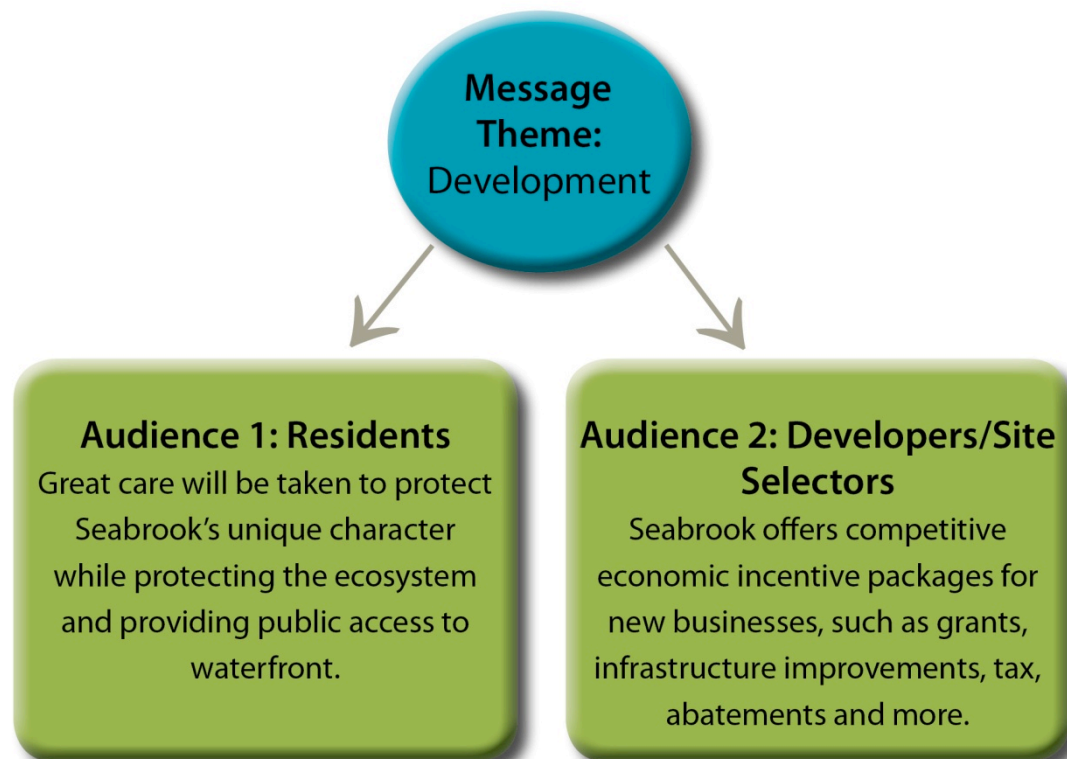 Message
Theme:
Development
Audience 1: Residents
Great care will be taken to protect
Seabrook’s unique character
while protecting the ecosystem
and providing public access to
waterfront.
Audience 2: Developers/Site
Selectors
Seabrook offers competitive
economic incentive packages for
new businesses, such as grants,
infrastructure improvements, tax,
abatements and more.